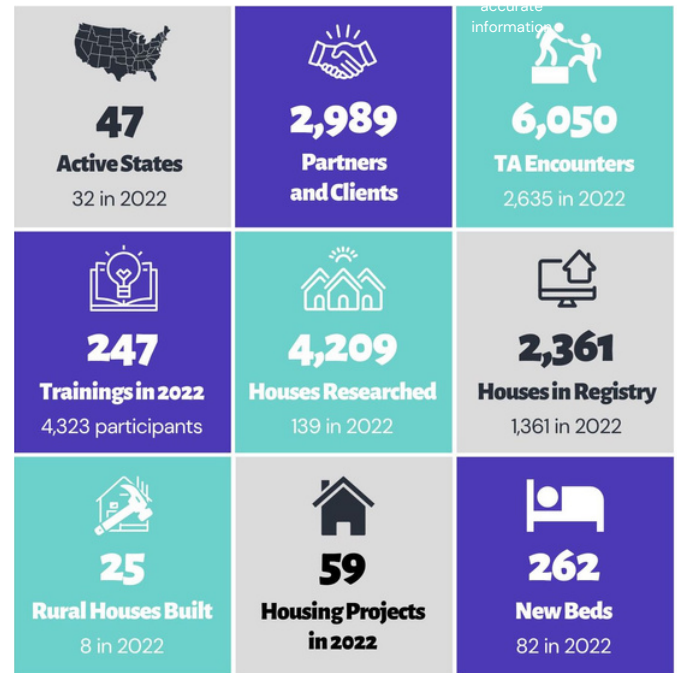 accurate
information
47
Active States
32 in 2022
2,989
Partners
and Clients
6,050
TA Encounters
2,635 in 2022
247
Trainings in 2022
4,323 participants
4,209
Houses Researched
139 in 2022
2,361
Houses in Registry
1,361 in 2022
25
Rural Houses Built
8 in 2022
59
Housing Projects
in 2022
262
New Beds
82 in 2022